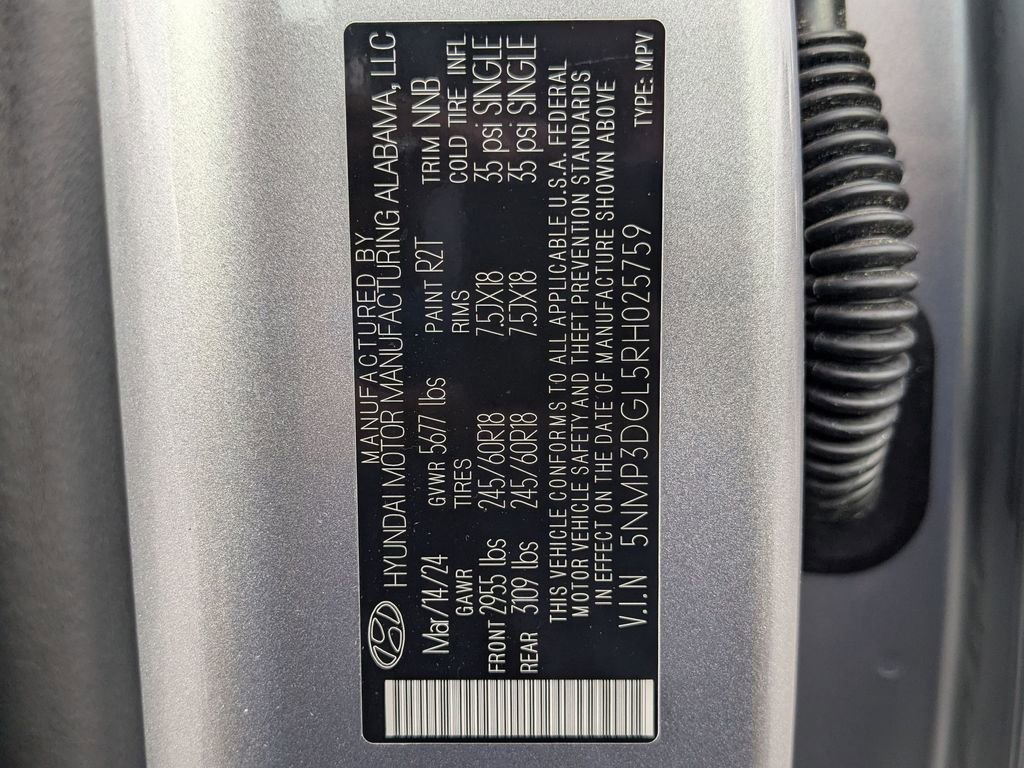 MANUFACTURED BY
HYUNDAI MOTOR MANUFACTURING ALABAMA, LLC
Mar/14/24 GVWR 5677 lbs PAINT R2T TRIM NNB
GAWR TIRES RIMS COLD TIRE INFL
FRONT 2955 lbs 245/60R18 7.5JX18 35 psi SINGLE
REAR 3109 lbs 245/60R18 7.5JX18 35 psi SINGLE
THIS VEHICLE CONFORMS TO ALL APPLICABLE U.S.A. FEDERAL
MOTOR VEHICLE SAFETY AND THEFT PREVENTION STANDARDS
IN EFFECT ON THE DATE OF MANUFACTURE SHOWN ABOVE
V.I.N 5NMP3DGL5RH025759 TYPE: MPV